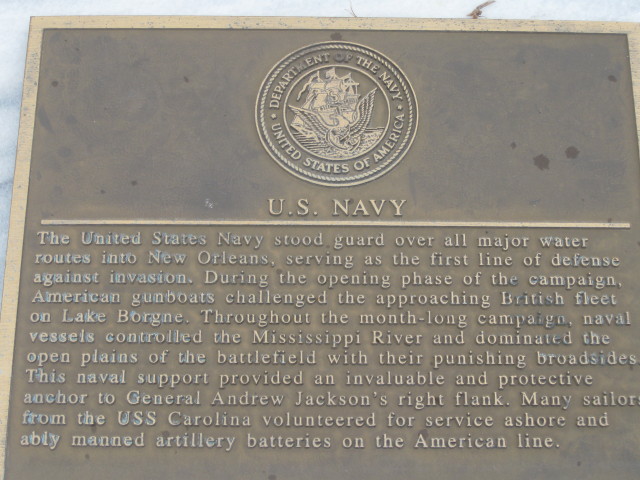 DEPARTMENT OF THE NAVY
UNITED STATES OF AMERICA
U.S. NAVY
The United States Navy stood guard over all major water
routes into New Orleans, serving as the first line of defense
against invasion. During the opening phase of the campaign,
American gunboats challenged the approaching British fleet
on Lake Borgne. Throughout the month-long campaign, naval
vessels controlled the Mississippi River and dominated the
open plains of the battlefield with their punishing broadsides
This naval support provided an invaluable and protective
anchor to General Andrew Jackson's right flank. Many sailors
from the USS Carolina volunteered for service ashore and
ably manned artillery batteries on the American line.